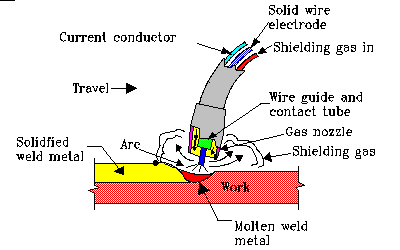 Solid wire
electrode
Current conductor
Shielding gas in
Travel
Wire guide and
contact tube
Gas nozzle
Solidfied
weld metal
Arc
Shielding gas
Work
Molten weld
metal